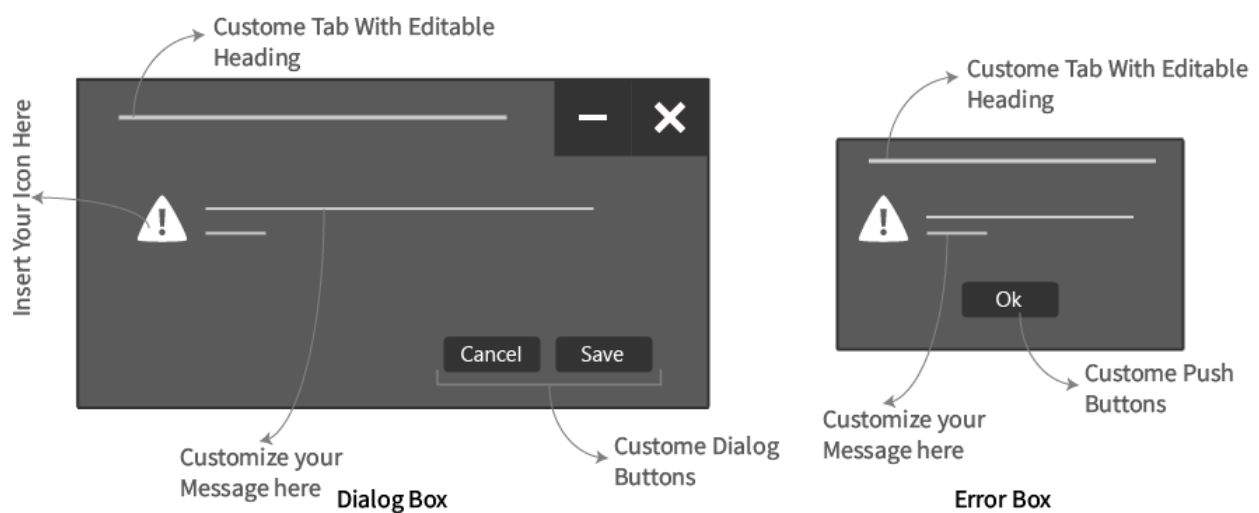 Custome Tab With Editable
Heading
Insert Your Icon Here
Cancel
Save
Customize your
Message here
Custome Dialog
Buttons
Dialog Box
Custome Tab With Editable
Heading
Ok
Custome Push
Buttons
Customize your
Message here
Error Box